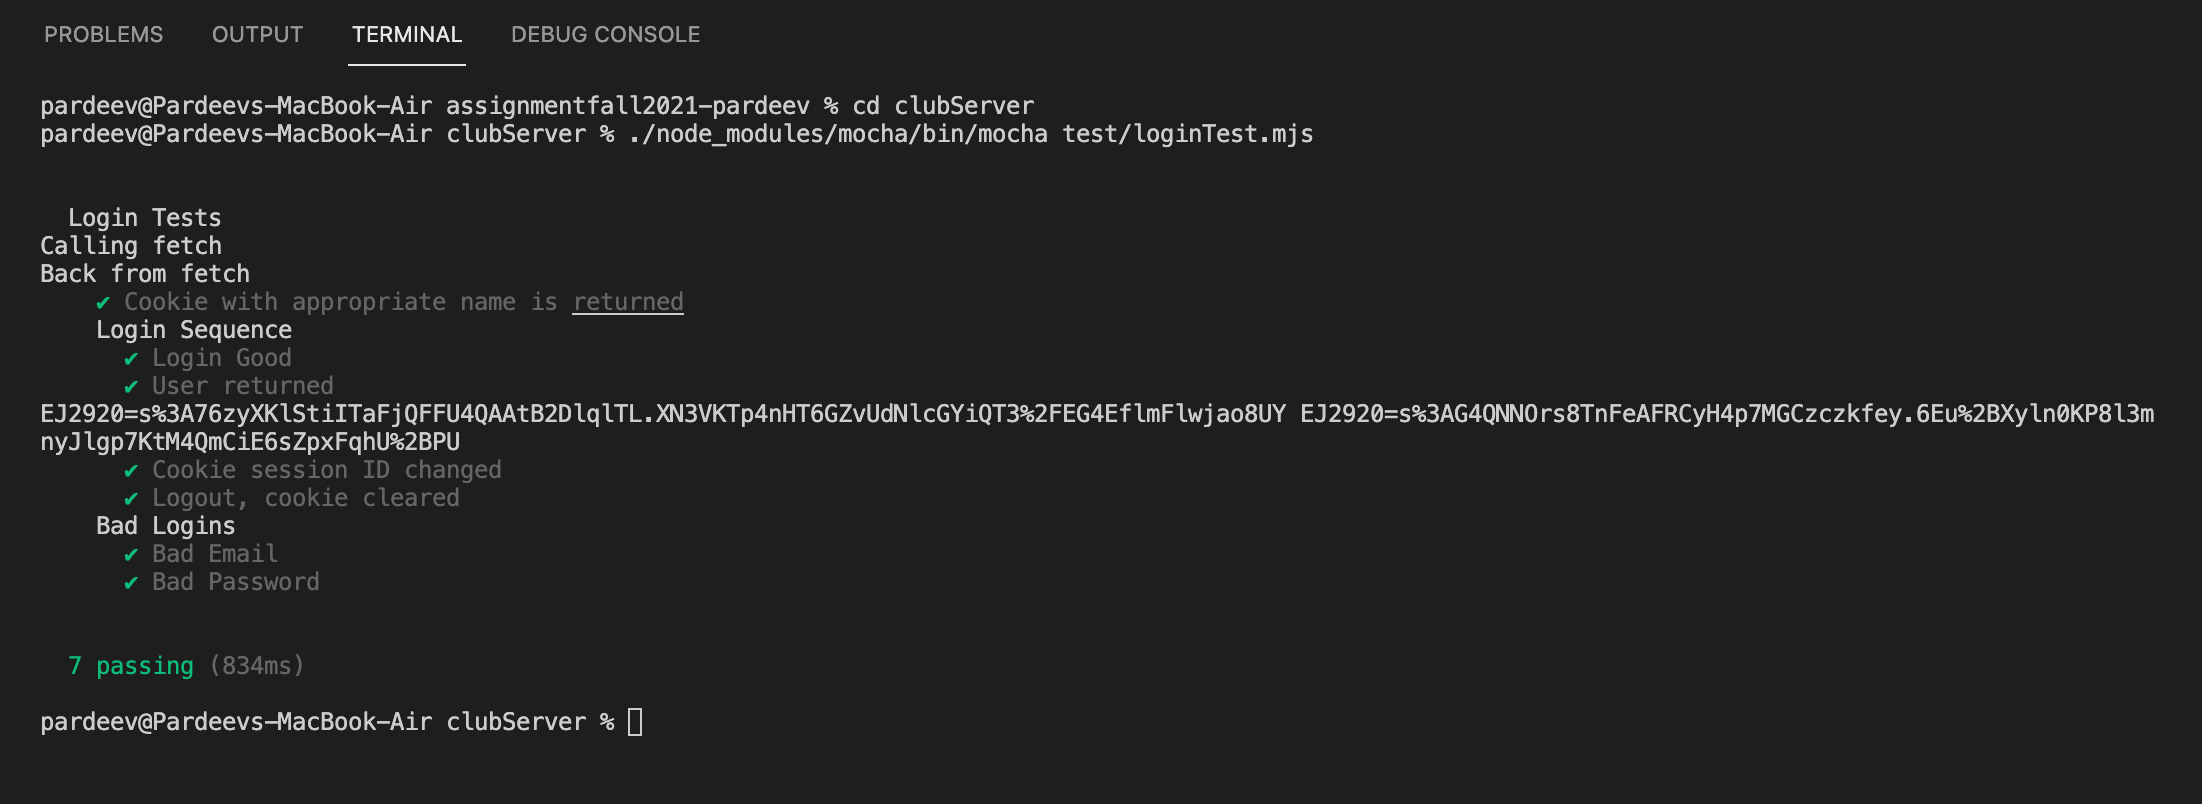 PROBLEMS OUTPUT TERMINAL DEBUG CONSOLE
pardeev@Pardeevs-MacBook-Air assignmentfall2021-pardeev % cd clubServer
pardeev@Pardeevs-MacBook-Air clubServer % ./node_modules/mocha/bin/mocha test/loginTest.mjs
Login Tests
Calling fetch
Back from fetch
✔ Cookie with appropriate name is returned
Login Sequence
✔ Login Good
✔ User returned
EJ2920=s%3A76zyXKlStiITaFjQFFU4QAAtB2DlqlTL.XN3VKTp4nHT6GZvUdNlcGYiQT3%2FEG4EflmFlwjao8UY EJ2920=s%3AG4QNNOrs8TnFeAFRCyH4p7MGCzczkfey.6Eu%2BXyln0KP8l3m
nyJlgp7KtM4QmCiE6sZpxFqhU%2BPU
✔ Cookie session ID changed
✔ Logout, cookie cleared
Bad Logins
✔ Bad Email
✔ Bad Password
7 passing (834ms)
pardeev@Pardeevs-MacBook-Air clubServer %